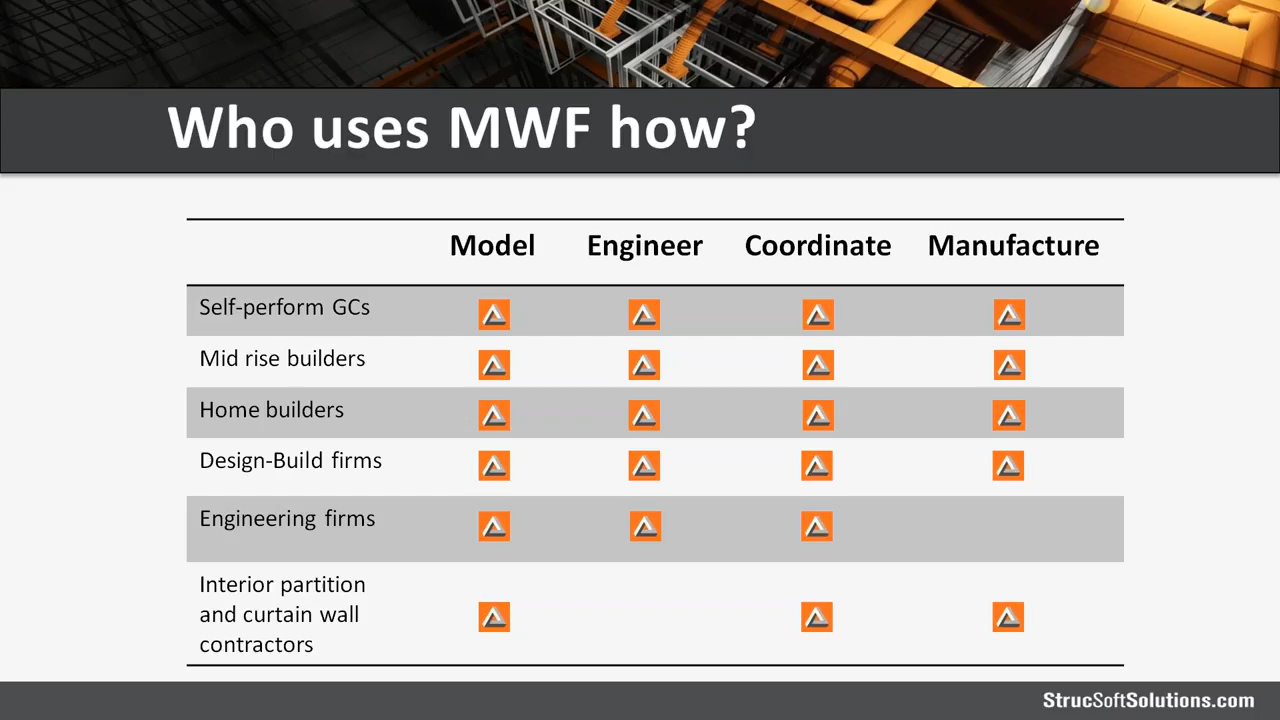 Who uses MWF how?
Model Engineer Coordinate Manufacture
Self-perform GCs
Mid rise builders
Home builders
Design-Build firms
Engineering firms
Interior partition
and curtain wall
contractors
StrucSoftSolutions.com